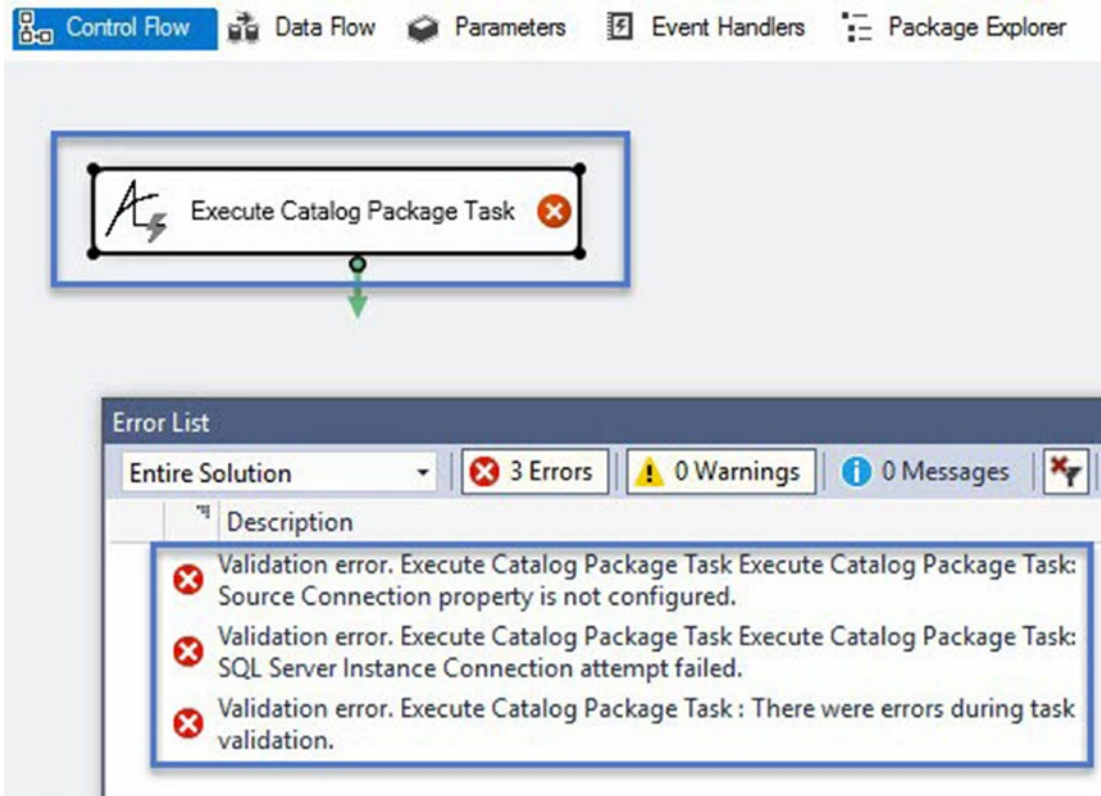 Control Flow Data Flow Parameters Event Handlers Package Explorer
Execute Catalog Package Task
Error List
Entire Solution 3 Errors 0 Warnings 0 Messages
Description
Validation error. Execute Catalog Package Task Execute Catalog Package Task:
Source Connection property is not configured.
Validation error. Execute Catalog Package Task Execute Catalog Package Task:
SQL Server Instance Connection attempt failed.
Validation error. Execute Catalog Package Task : There were errors during task
validation.